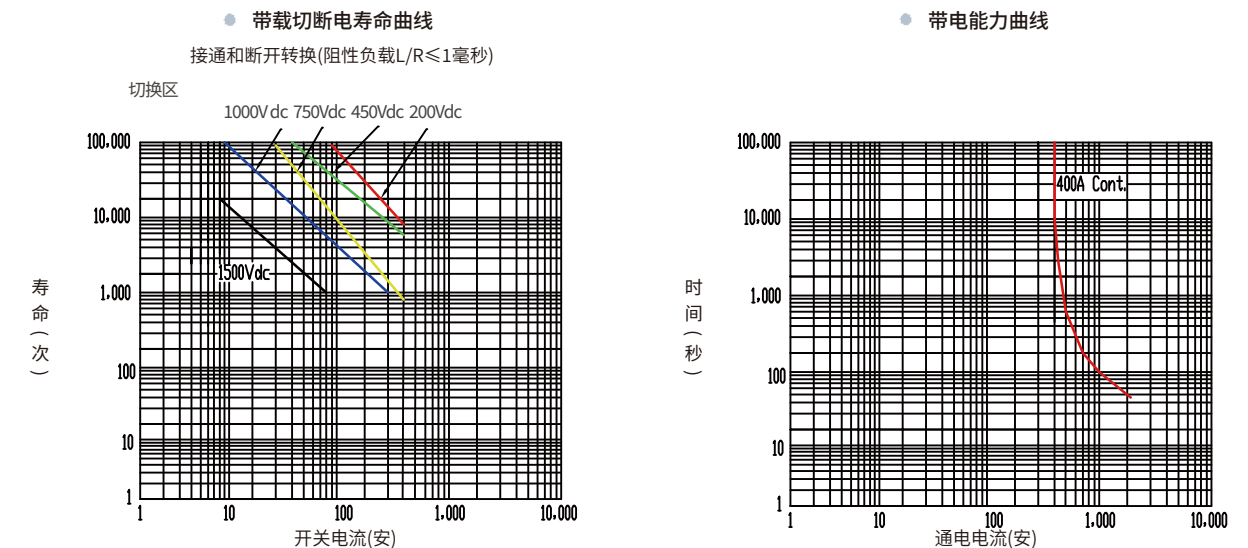 带载切断电寿命曲线
接通和断开转换(阻性负载L/R≤1毫秒)
切换区
1000Vdc 750Vdc 450Vdc 200Vdc
100.000
10.000
1.000
100
10
1
1500Vdc
寿命(次)
1 10 100 1.000 10.000
开关电流(安)
带电能力曲线
100.000
10.000
1.000
100
10
1
400A Cont.
时间(秒)
1 10 100 1.000 10.000
通电电流(安)